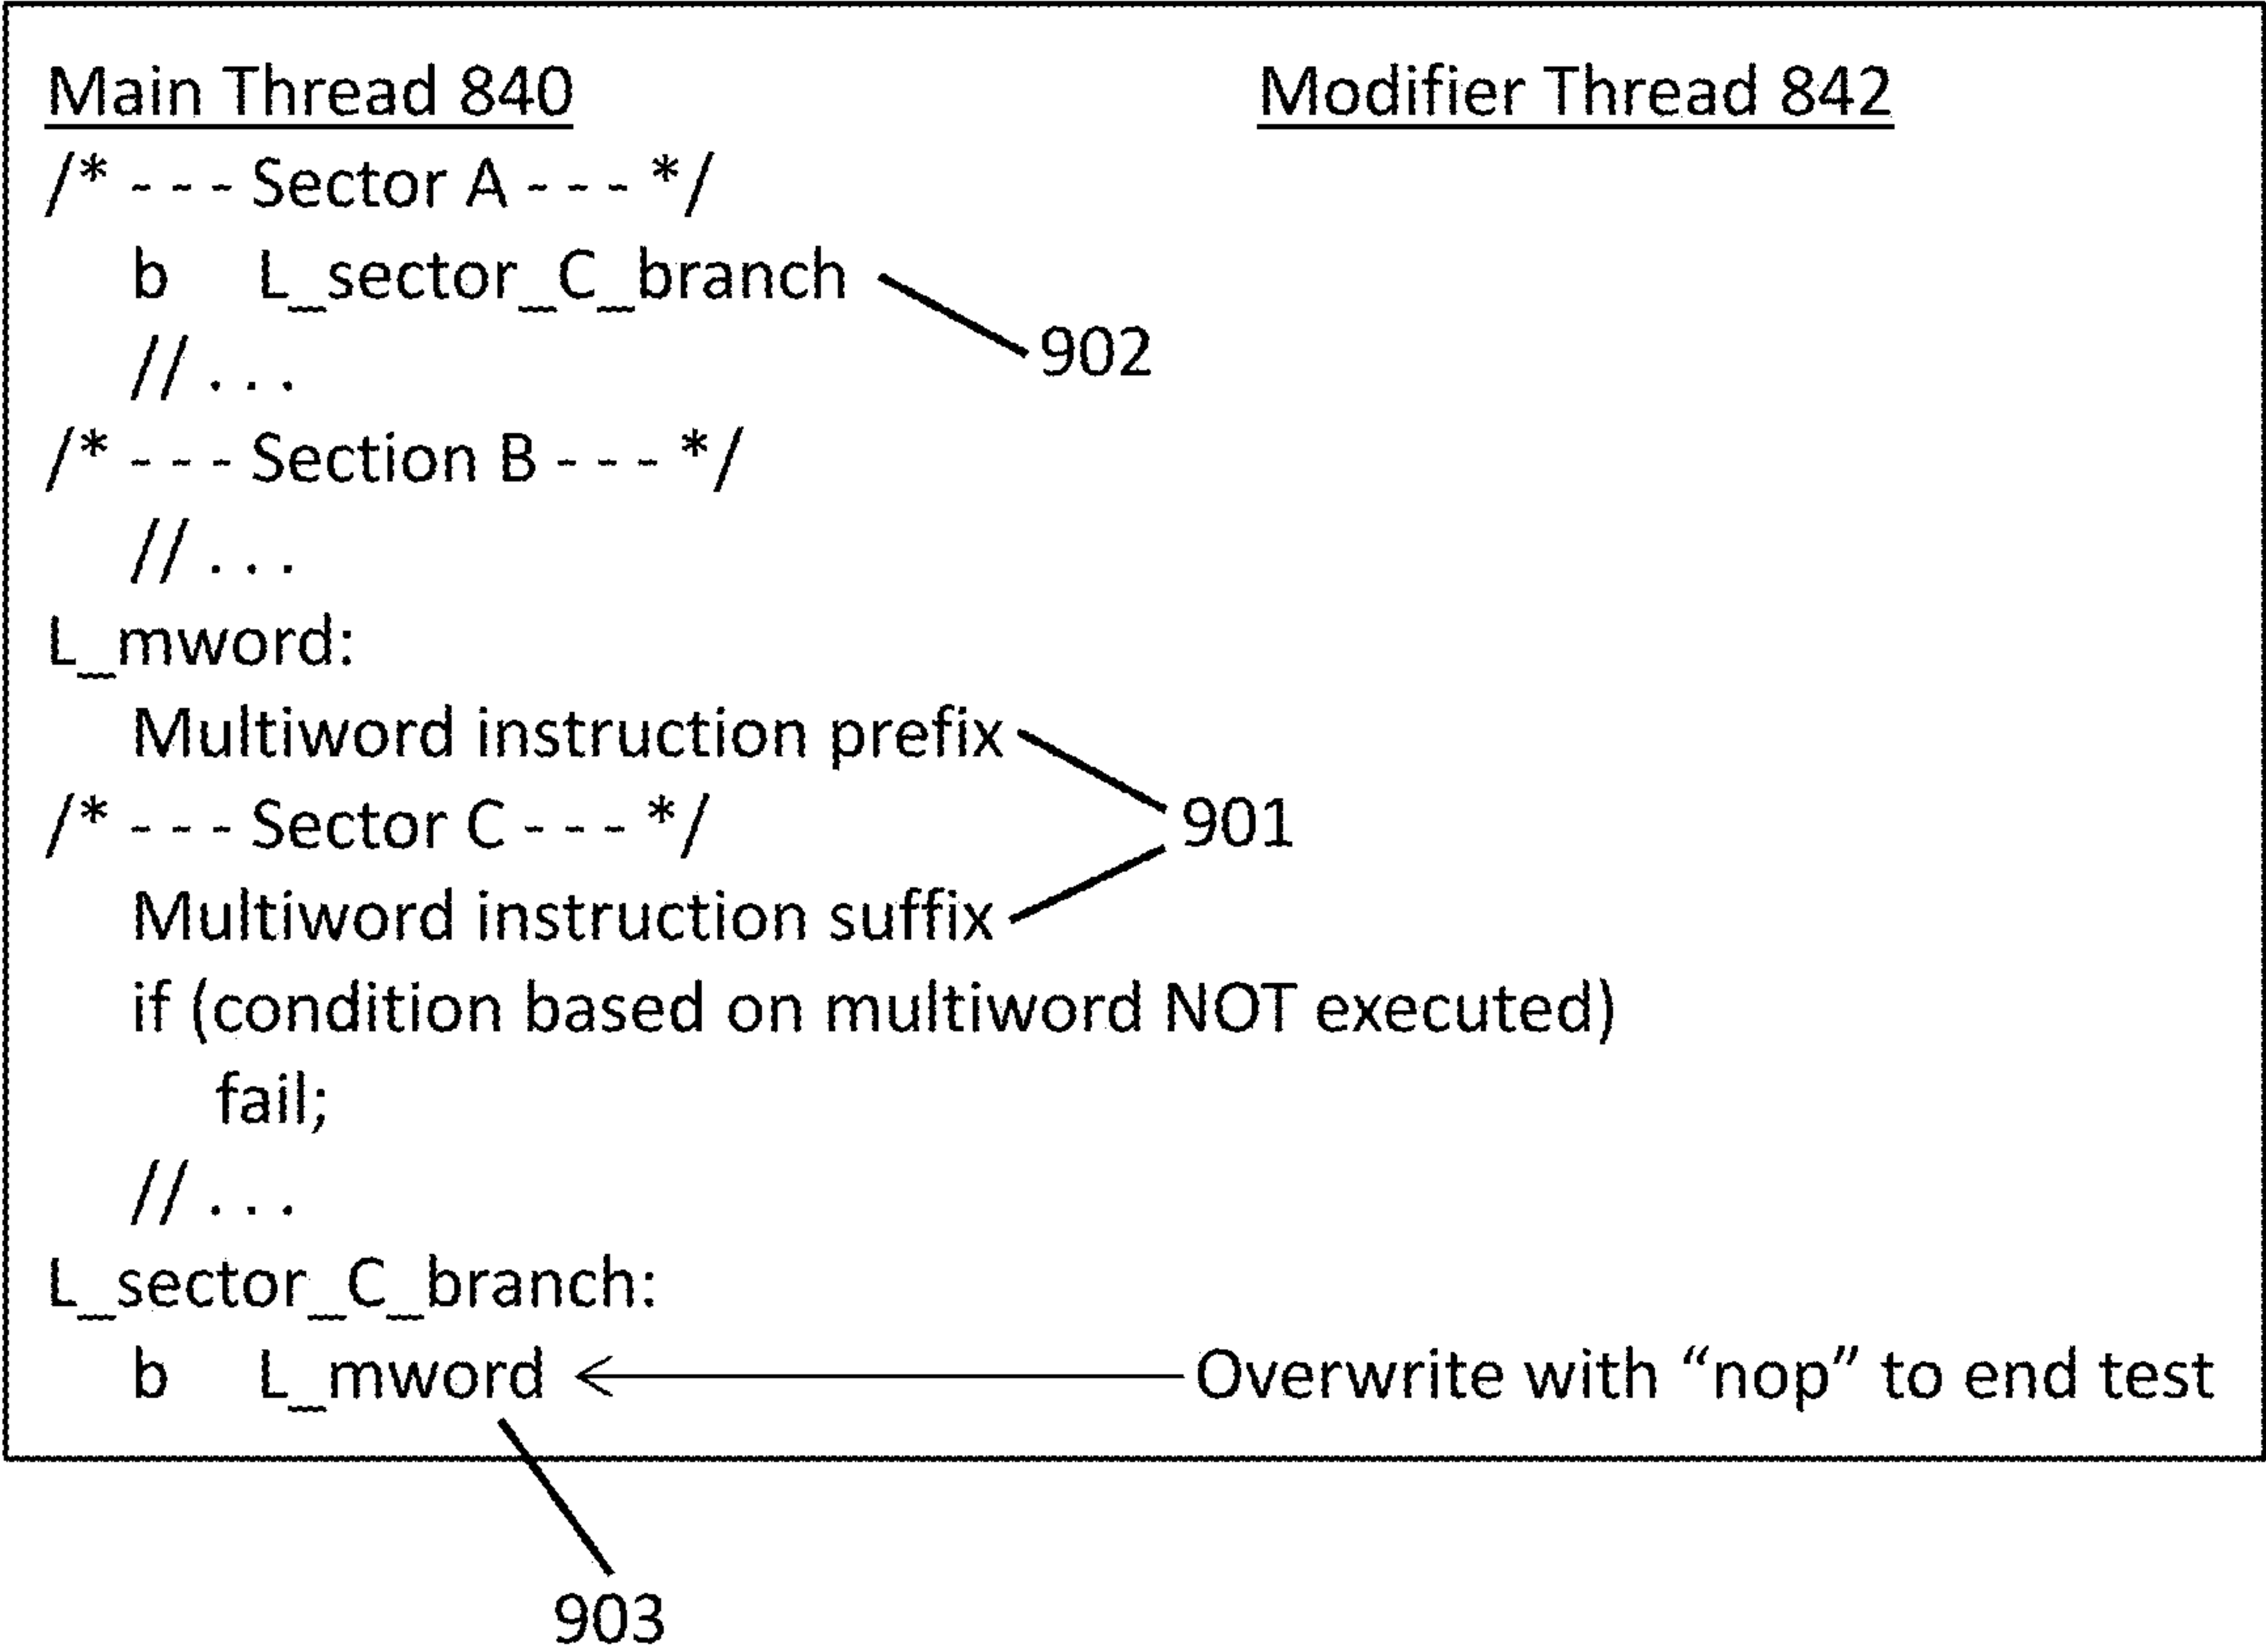 Main Thread 840 Modifier Thread 842
/* - - - Sector A - - - */
b L_sector_C_branch
902
// . . .
/* - - - Section B - - - */
// . . .
L_mword:
Multiword instruction prefix
/* - - - Sector C - - - */ 901
Multiword instruction suffix
if (condition based on multiword NOT executed)
fail;
// . . .
L_sector_C_branch:
b L_mword Overwrite with “nop” to end test
903